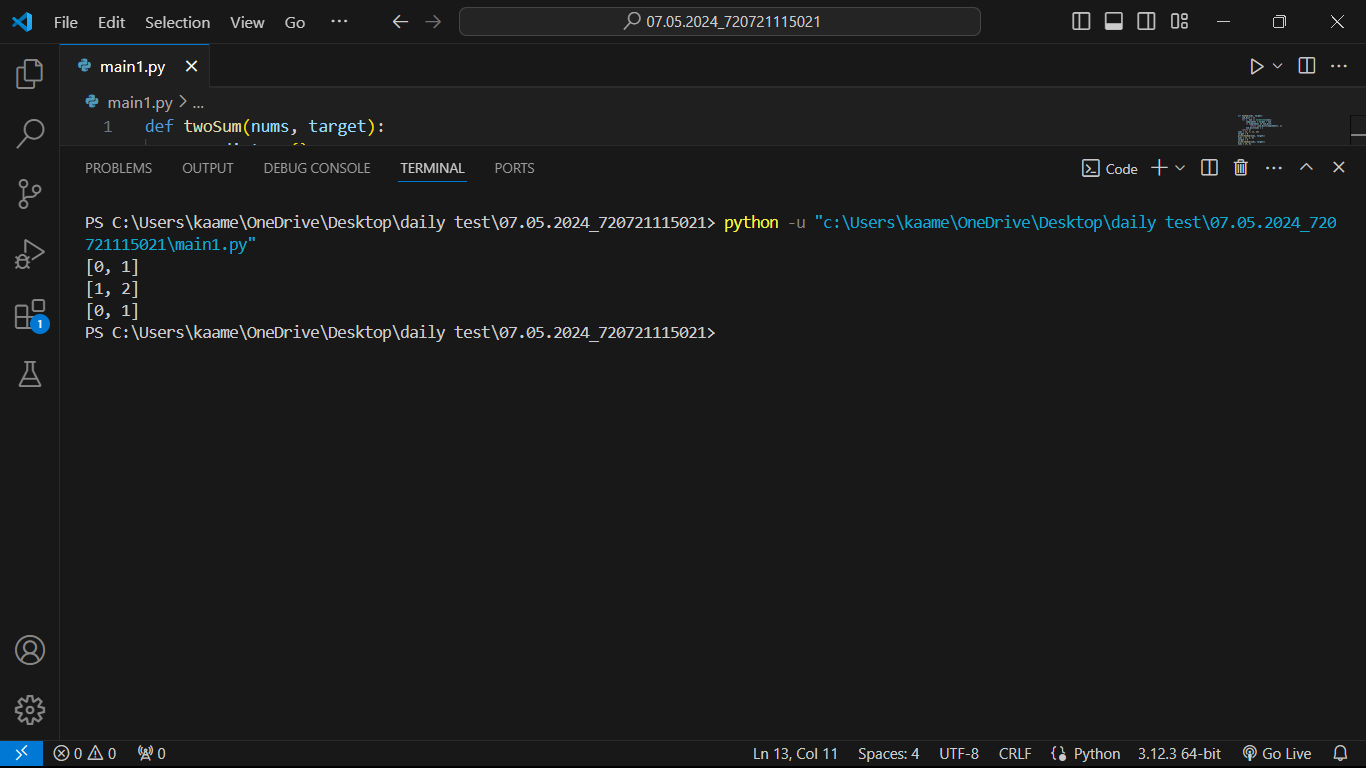 File Edit Selection View Go ··· 07.05.2024_720721115021
main1.py
main1.py > ...
1 def twoSum(nums, target):
PROBLEMS OUTPUT DEBUG CONSOLE TERMINAL PORTS Code
PS C:\Users\kaame\OneDrive\Desktop\daily test\07.05.2024_720721115021> python -u "c:\Users\kaame\OneDrive\Desktop\daily test\07.05.2024_720
721115021\main1.py"
[0, 1]
[1, 2]
[0, 1]
PS C:\Users\kaame\OneDrive\Desktop\daily test\07.05.2024_720721115021>
1
0 0 0 Ln 13, Col 11 Spaces: 4 UTF-8 CRLF Python 3.12.3 64-bit Go Live